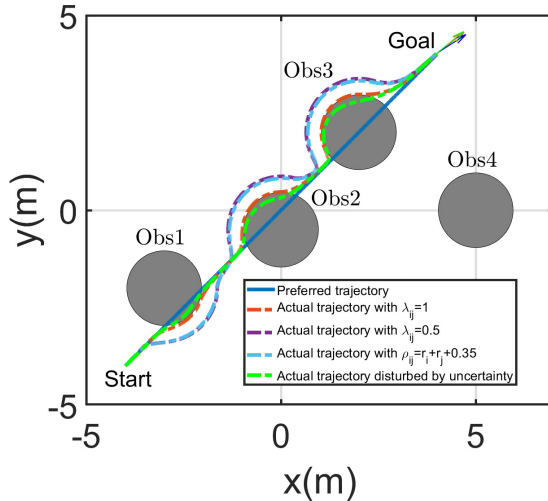 5
Goal
Obs3
Obs4
y(m)
0
Obs2
Obs1
Preferred trajectory
Actual trajectory with λij=1
Actual trajectory with λij=0.5
Actual trajectory with ρij=ri+rj+0.35
Actual trajectory disturbed by uncertainty
Start
-5
-5 0 5
x(m)